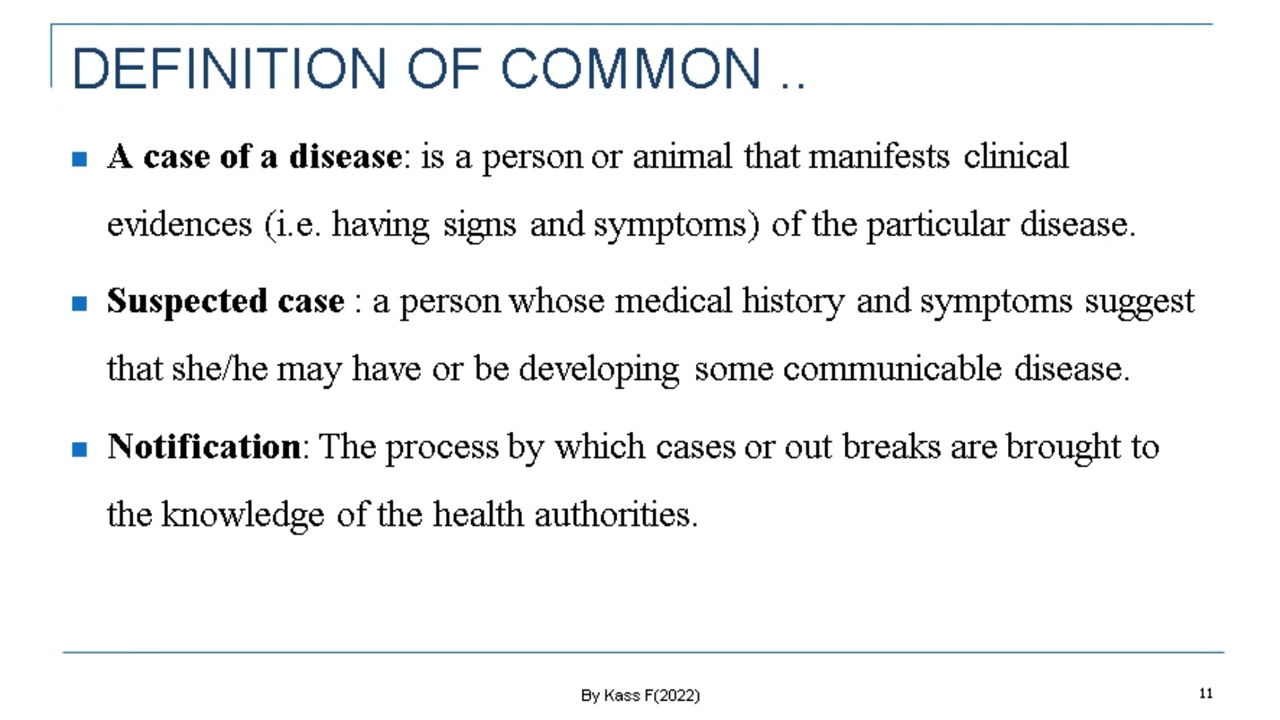 DEFINITION OF COMMON ..
A case of a disease: is a person or animal that manifests clinical
evidences (i.e. having signs and symptoms) of the particular disease.
Suspected case : a person whose medical history and symptoms suggest
that she/he may have or be developing some communicable disease.
Notification: The process by which cases or out breaks are brought to
the knowledge of the health authorities.
By Kass F(2022)
11